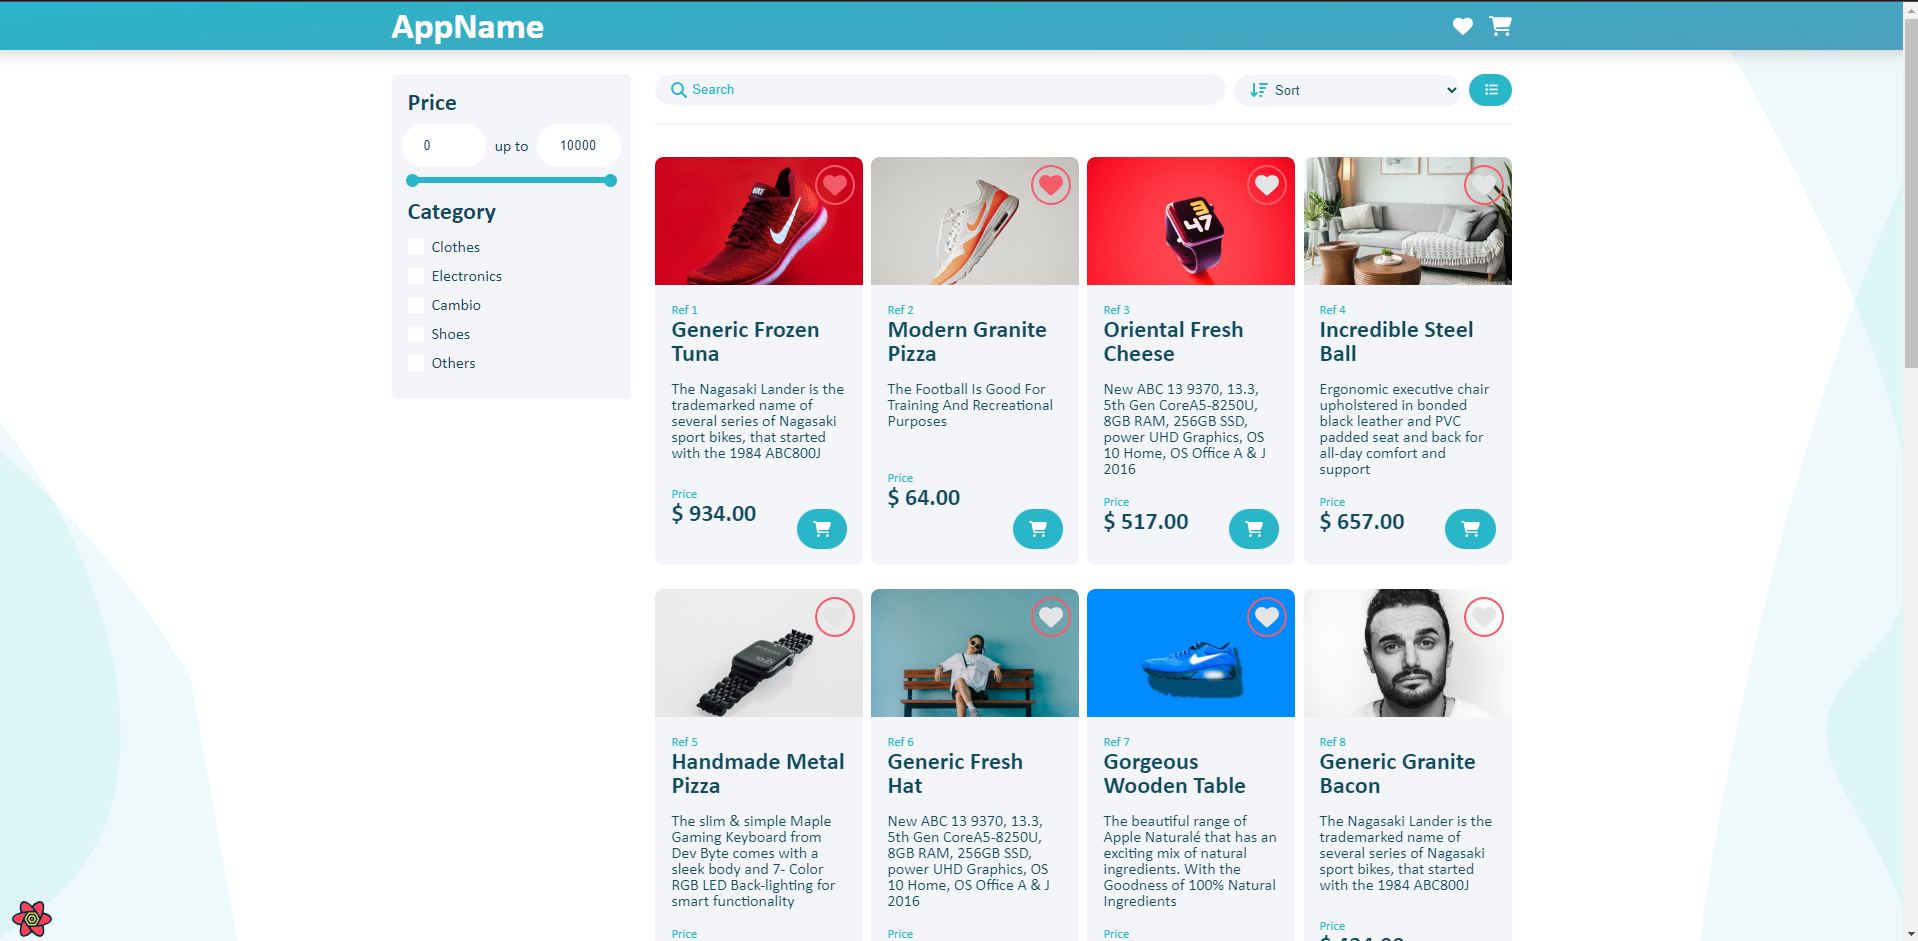 AppName
Price
0 up to 10000
Category
Clothes
Electronics
Cambio
Shoes
Others
Search
Sort
NIKE
Ref 1
Generic Frozen
Tuna
The Nagasaki Lander is the
trademarked name of
several series of Nagasaki
sport bikes, that started
with the 1984 ABC800J
Price
$ 934.00
Ref 2
Modern Granite
Pizza
The Football Is Good For
Training And Recreational
Purposes
Price
$ 64.00
3
47
Ref 3
Oriental Fresh
Cheese
New ABC 13 9370, 13.3,
5th Gen CoreA5-8250U,
8GB RAM, 256GB SSD,
power UHD Graphics, OS
10 Home, OS Office A & J
2016
Price
$ 517.00
Ref 4
Incredible Steel
Ball
Ergonomic executive chair
upholstered in bonded
black leather and PVC
padded seat and back for
all-day comfort and
support
Price
$ 657.00
Ref 5
Handmade Metal
Pizza
The slim & simple Maple
Gaming Keyboard from
Dev Byte comes with a
sleek body and 7- Color
RGB LED Back-lighting for
smart functionality
Price
Ref 6
Generic Fresh
Hat
New ABC 13 9370, 13.3,
5th Gen CoreA5-8250U,
8GB RAM, 256GB SSD,
power UHD Graphics, OS
10 Home, OS Office A & J
2016
Price
Ref 7
Gorgeous
Wooden Table
The beautiful range of
Apple Naturalé that has an
exciting mix of natural
ingredients. With the
Goodness of 100% Natural
Ingredients
Price
Ref 8
Generic Granite
Bacon
The Nagasaki Lander is the
trademarked name of
several series of Nagasaki
sport bikes, that started
with the 1984 ABC800J
Price